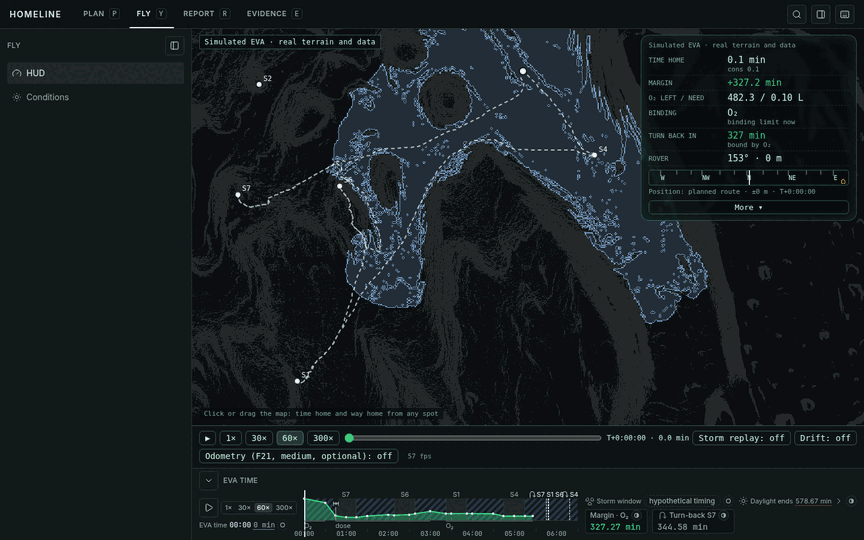 HOMELINE PLAN P FLY Y REPORT R EVIDENCE E
FLY
HUD
Conditions
Simulated EVA · real terrain and data
S2
S4
S7
S1
Click or drag the map: time home and way home from any spot
Simulated EVA · real terrain and data
TIME HOME 0.1 min
cons 0.1
MARGIN +327.2 min
O₂ LEFT / NEED 482.3 / 0.10 L
BINDING O₂
binding limit now
TURN BACK IN 327 min
bound by O₂
ROVER 153° · 0 m
W NW N NE E
Position: planned route · ±0 m · T+0:00:00
More ▾
▶ 1× 30× 60× 300× T+0:00:00 · 0.0 min Storm replay: off Drift: off
Odometry (F21, medium, optional): off 57 fps
EVA TIME
S7 S6 S1 S4 S7 S1 S6 S4
1× 30× 60× 300×
EVA time 00:00 0 min
O₂ dose O₂
00:00 01:00 02:00 03:00 04:00 05:00 06:00
Storm window hypothetical timing Daylight ends 578.67 min
Margin · O₂ Turn-back S7
327.27 min 344.58 min